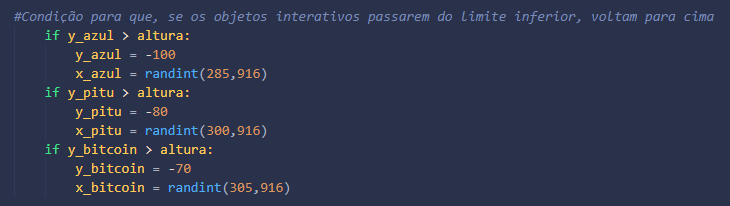 #Condição para que, se os objetos interativos passarem do limite inferior, voltam para cima
    if y_azul > altura:
        y_azul = -100
        x_azul = randint(285,916)
    if y_pitu > altura:
        y_pitu = -80
        x_pitu = randint(300,916)
    if y_bitcoin > altura:
        y_bitcoin = -70
        x_bitcoin = randint(305,916)